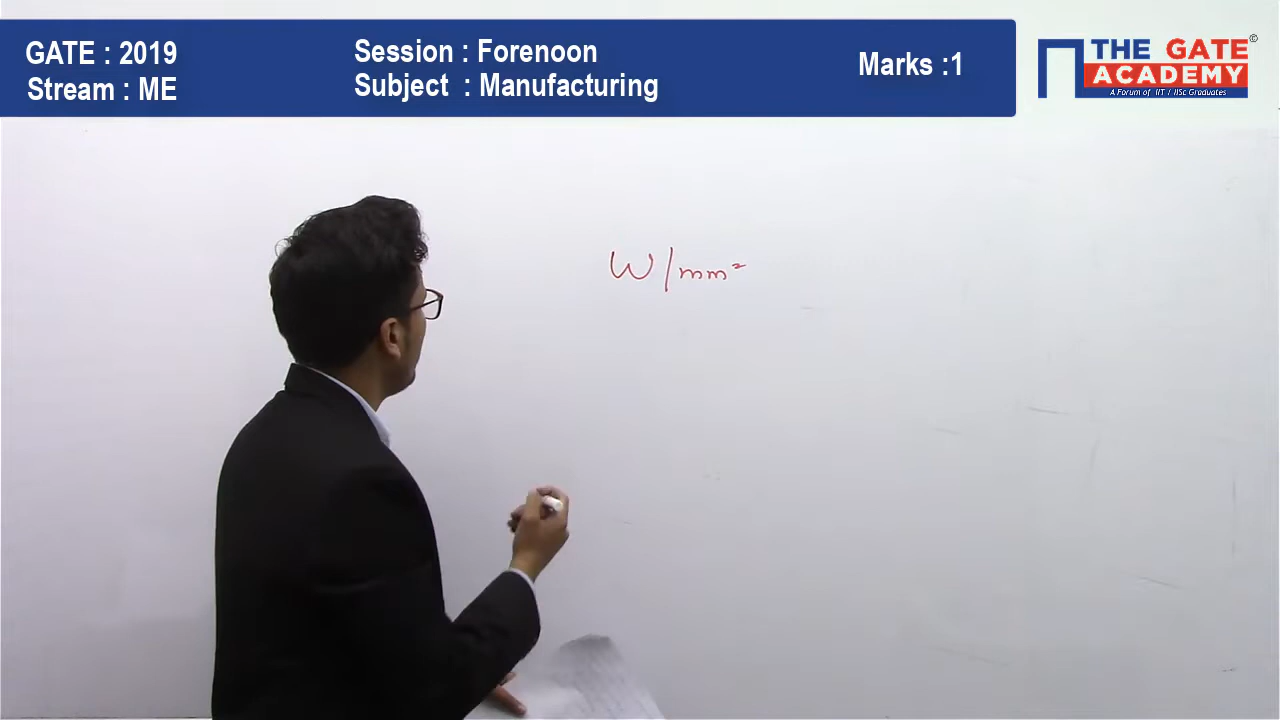 GATE : 2019
Stream : ME
Session : Forenoon
Subject : Manufacturing
Marks :1
THE GATE
ACADEMY
©
A Forum of IIT / IISc Graduates
W/mm²